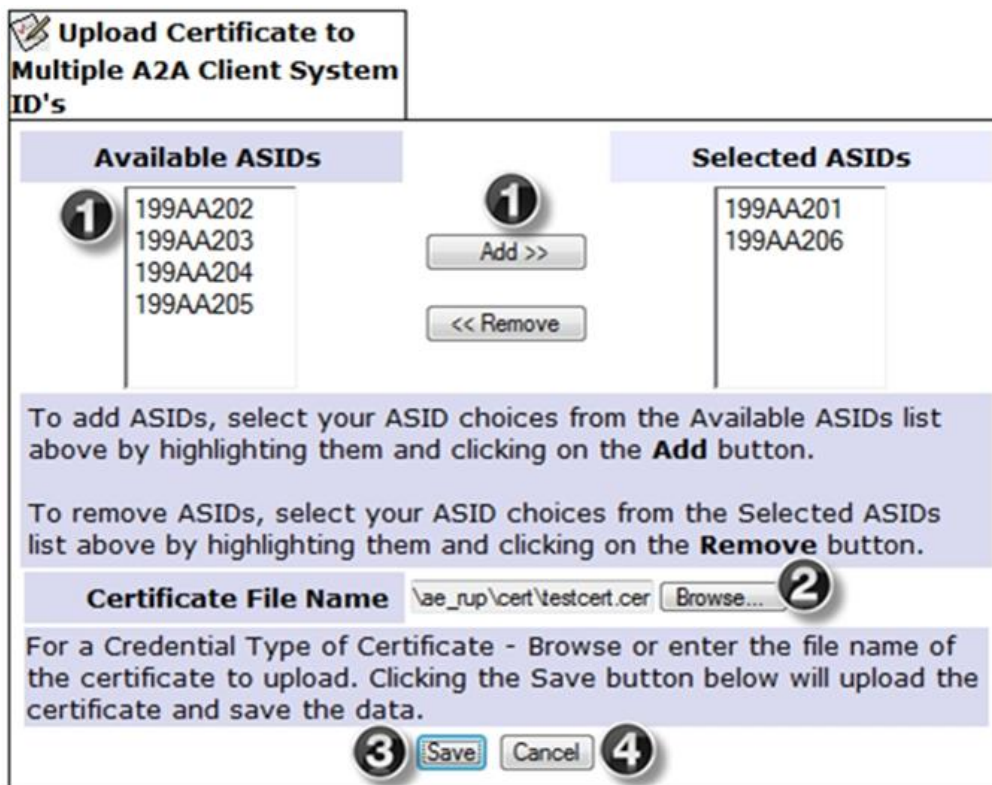 Upload Certificate to
Multiple A2A Client System
ID's
Available ASIDs
Selected ASIDs
1
199AA202
199AA203
199AA204
199AA205
1
Add >>
<< Remove
199AA201
199AA206
To add ASIDs, select your ASID choices from the Available ASIDs list
above by highlighting them and clicking on the Add button.
To remove ASIDs, select your ASID choices from the Selected ASIDs
list above by highlighting them and clicking on the Remove button.
Certificate File Name \ae_rup\cert\testcert.cer Browse... 2
For a Credential Type of Certificate - Browse or enter the file name of
the certificate to upload. Clicking the Save button below will upload the
certificate and save the data.
3 Save Cancel 4